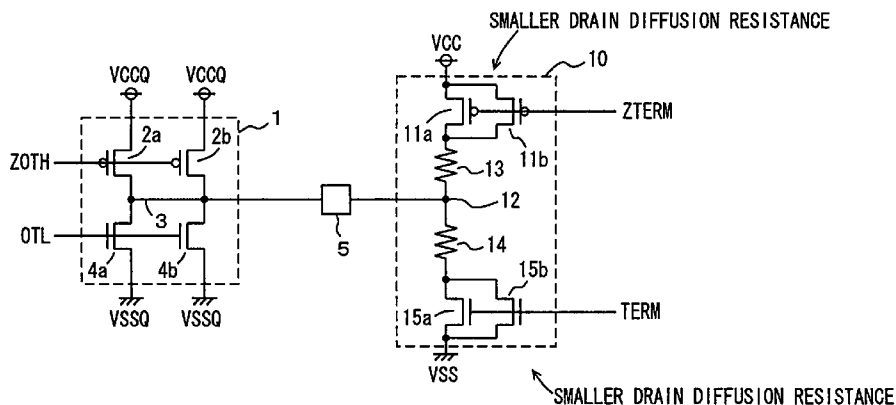 SMALLER DRAIN DIFFUSION RESISTANCE
VCC
10
VCCQ VCCQ
1
2a 2b
ZOTH
11a
11b
ZTERM
13
3
5
12
OTL
4a 4b
14
VSSQ VSSQ
15b
15a
TERM
VSS
SMALLER DRAIN DIFFUSION RESISTANCE